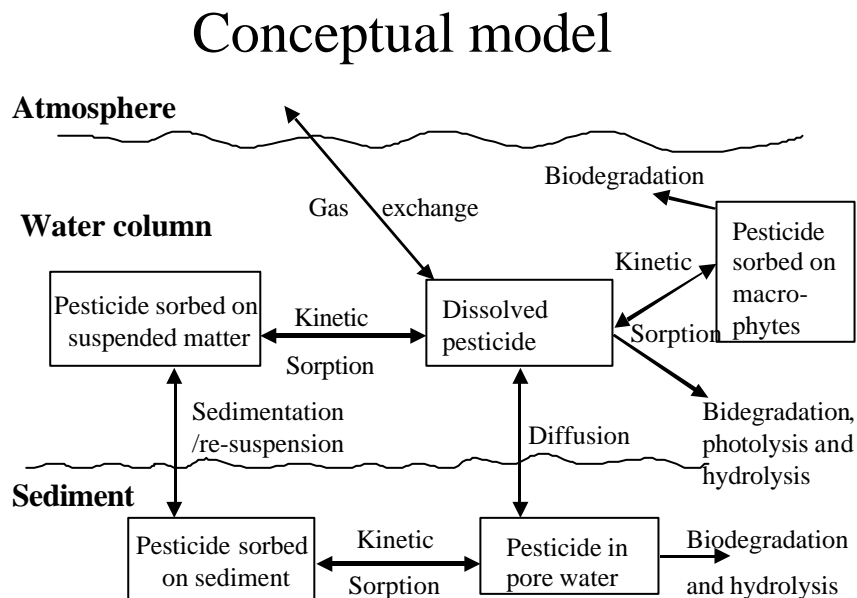 Conceptual model
Atmosphere
Biodegradation
Gas exchange
Water column
Pesticide
sorbed on
macro-
phytes
Kinetic
Sorption
Pesticide sorbed on
suspended matter
Kinetic
Sorption
Dissolved
pesticide
Sedimentation
/re-suspension
Diffusion
Bidegradation,
photolysis and
hydrolysis
Sediment
Pesticide sorbed
on sediment
Kinetic
Sorption
Pesticide in
pore water
Biodegradation
and hydrolysis